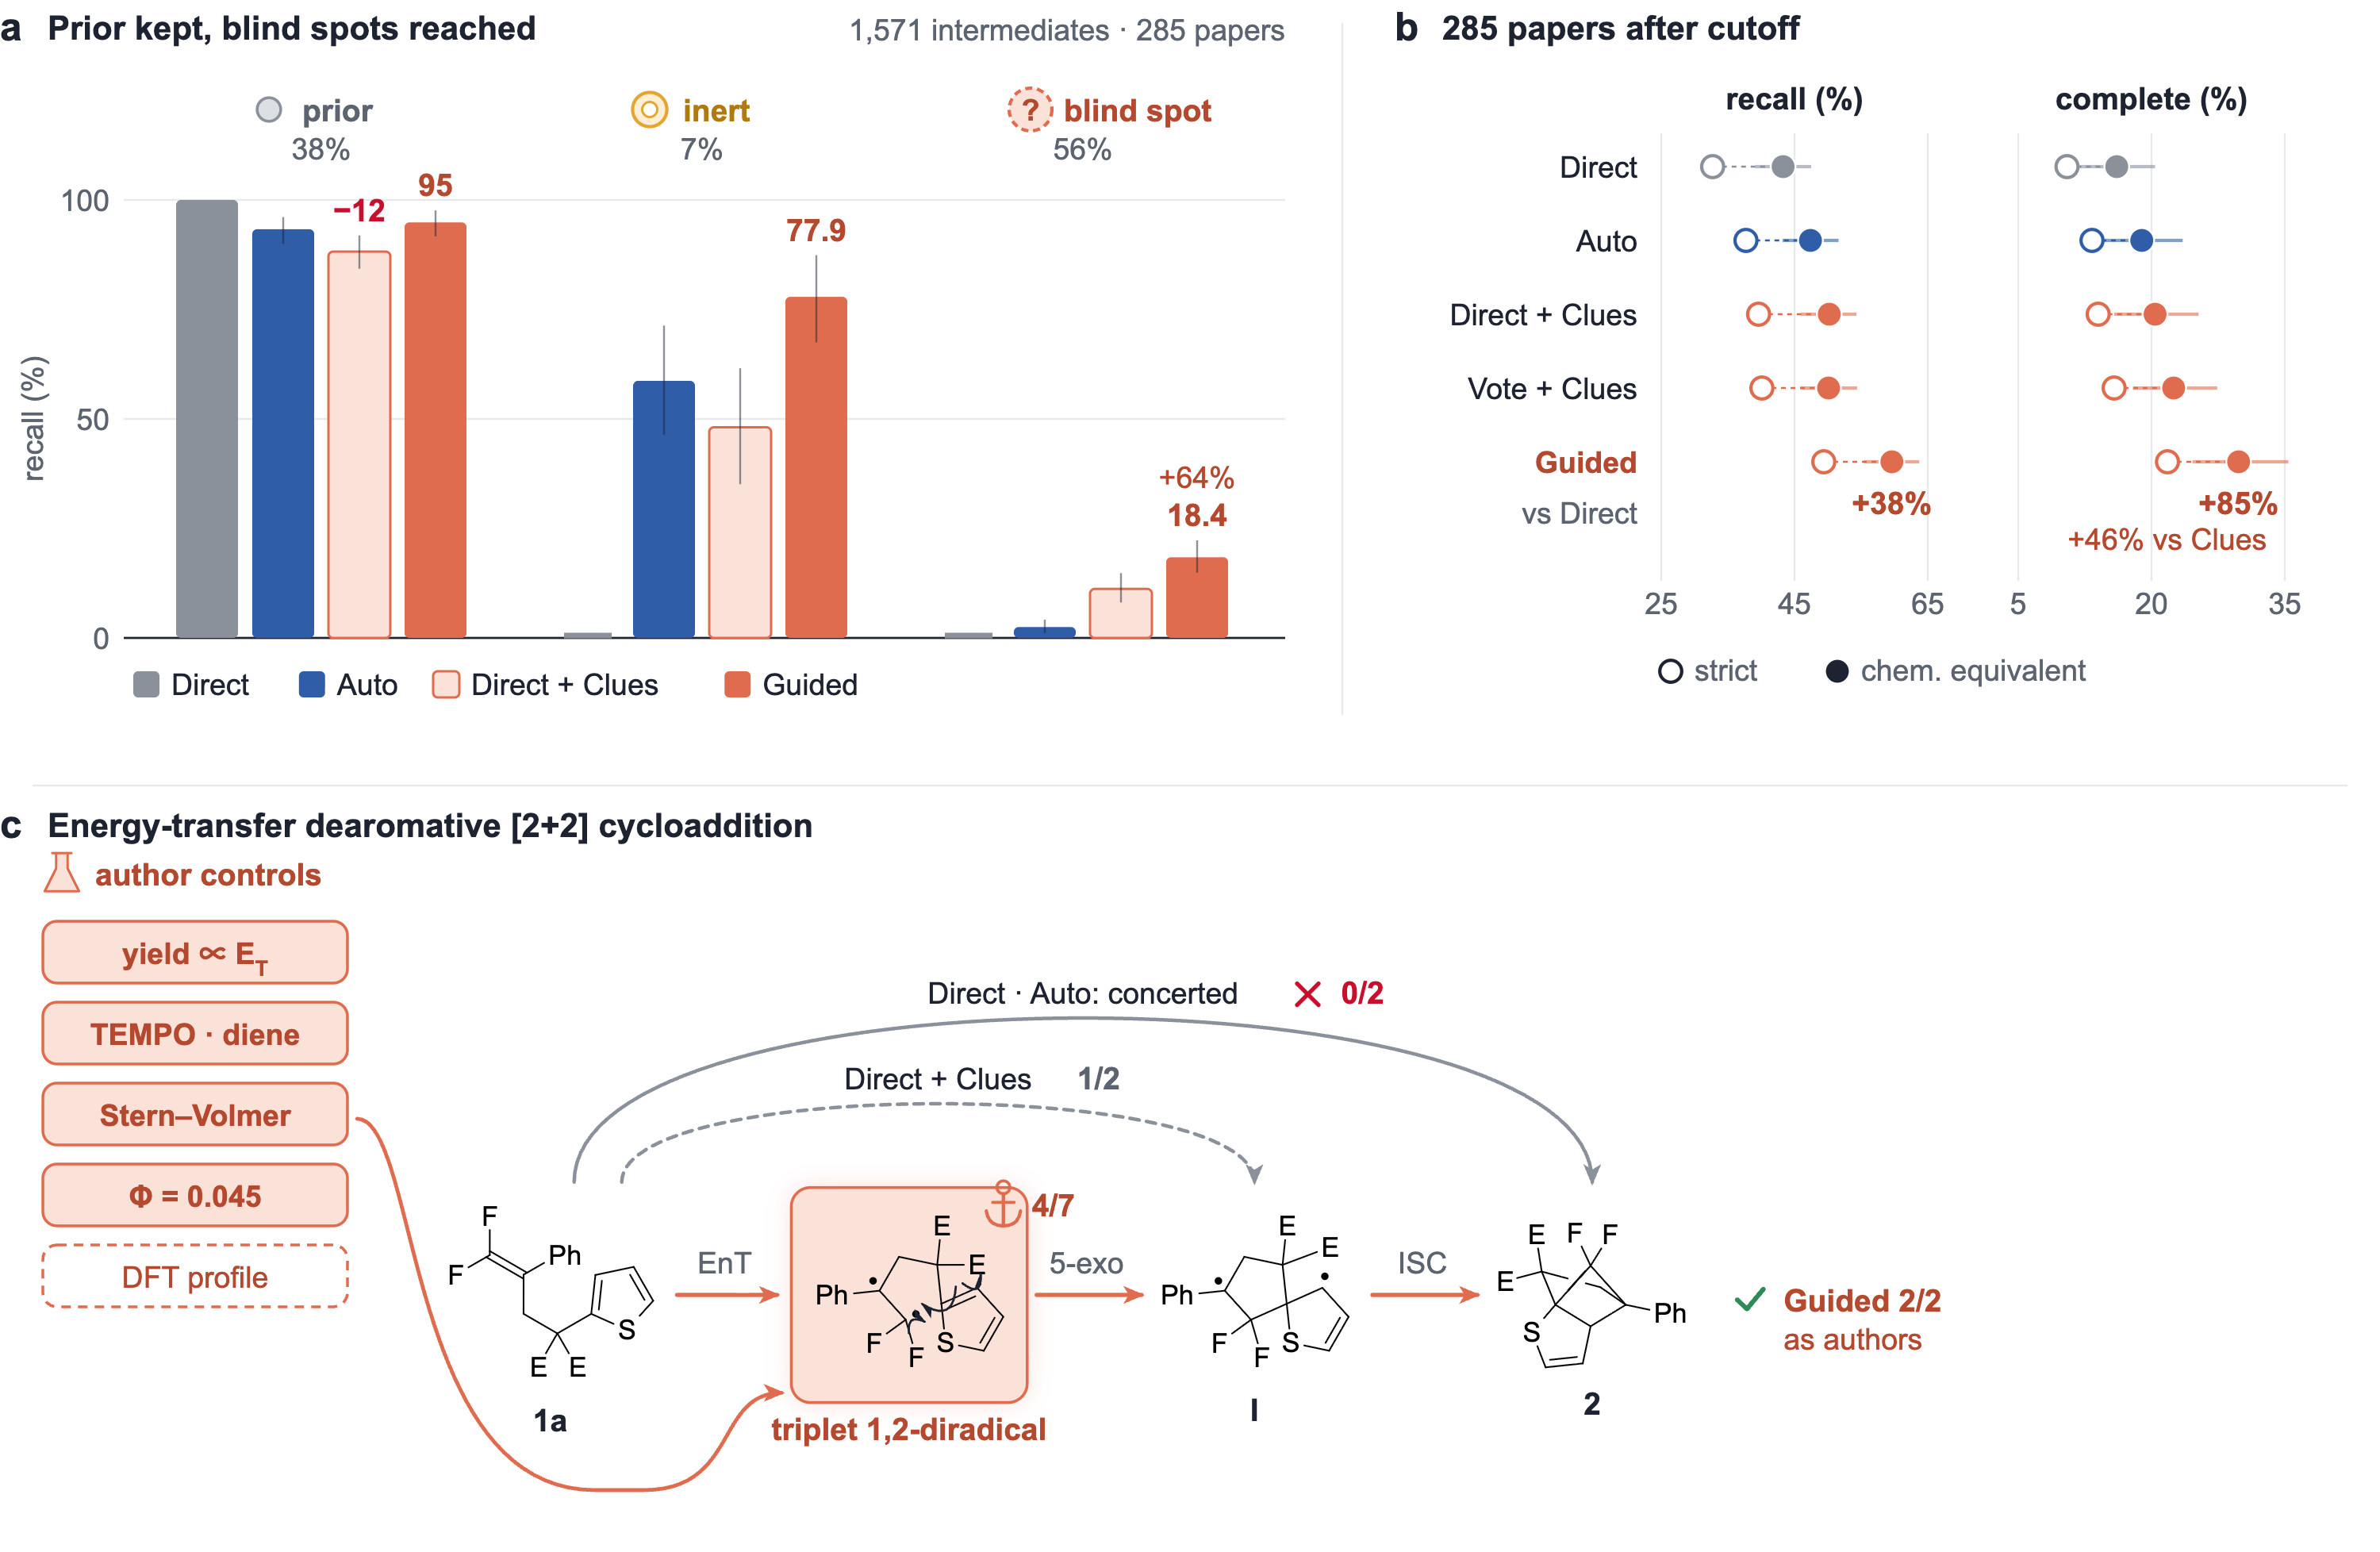 a Prior kept, blind spots reached
1,571 intermediates · 285 papers
prior
38%
inert
7%
? blind spot
56%
recall (%)
100
50
0
−12
95
77.9
+64%
18.4
Direct
Auto
Direct + Clues
Guided
b 285 papers after cutoff
recall (%)
complete (%)
Direct
Auto
Direct + Clues
Vote + Clues
Guided
vs Direct
+38%
+85%
+46% vs Clues
25 45 65
5 20 35
strict
chem. equivalent
c Energy-transfer dearomative [2+2] cycloaddition
author controls
yield ∝ E_T
TEMPO · diene
Stern–Volmer
Φ = 0.045
DFT profile
Direct · Auto: concerted 0/2
Direct + Clues 1/2
F
F
Ph
S
E E
1a
EnT
4/7
E
E
Ph
F
F
S
triplet 1,2-diradical
5-exo
E
E
Ph
F
F
S
I
ISC
E F F
E
Ph
S
2
Guided 2/2
as authors